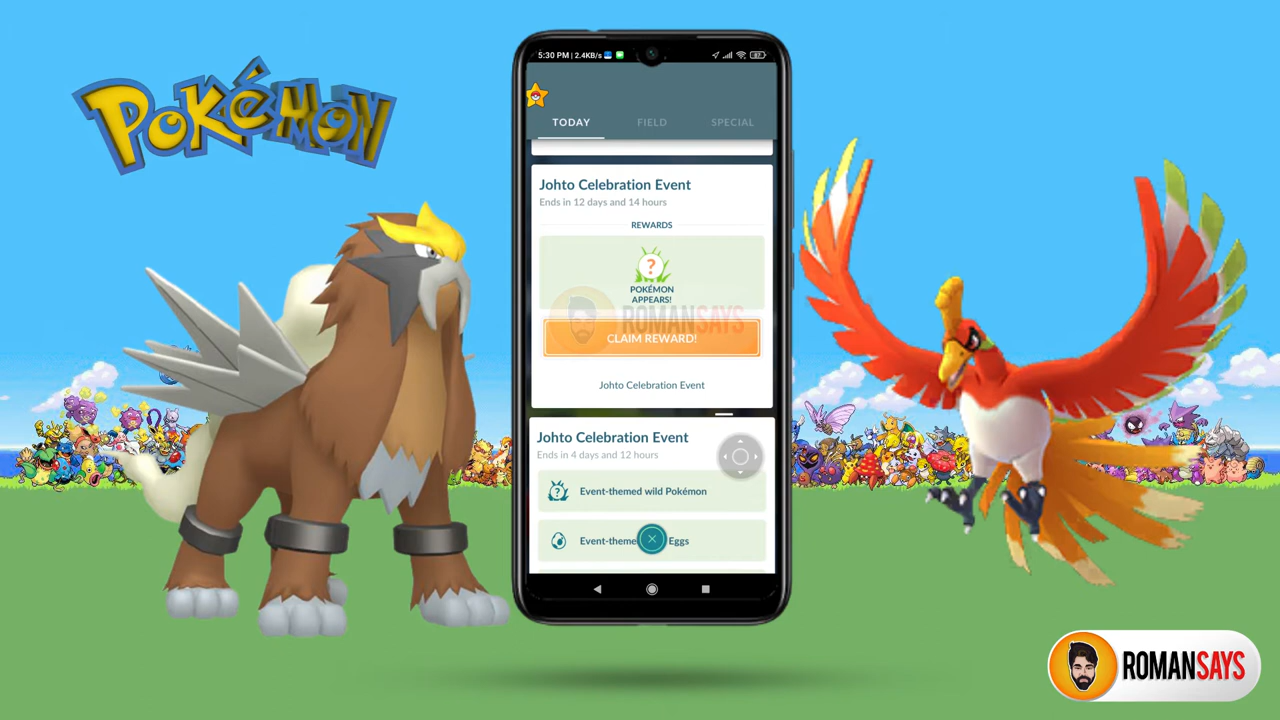 POKéMON
5:30 PM | 2.4KB/s
87
TODAY
FIELD
SPECIAL
Johto Celebration Event
Ends in 12 days and 14 hours
REWARDS
?
POKÉMON
APPEARS!
ROMANSAYS
CLAIM REWARD!
Johto Celebration Event
Johto Celebration Event
Ends in 4 days and 12 hours
?
Event-themed wild Pokémon
Event-theme
Eggs
ROMANSAYS